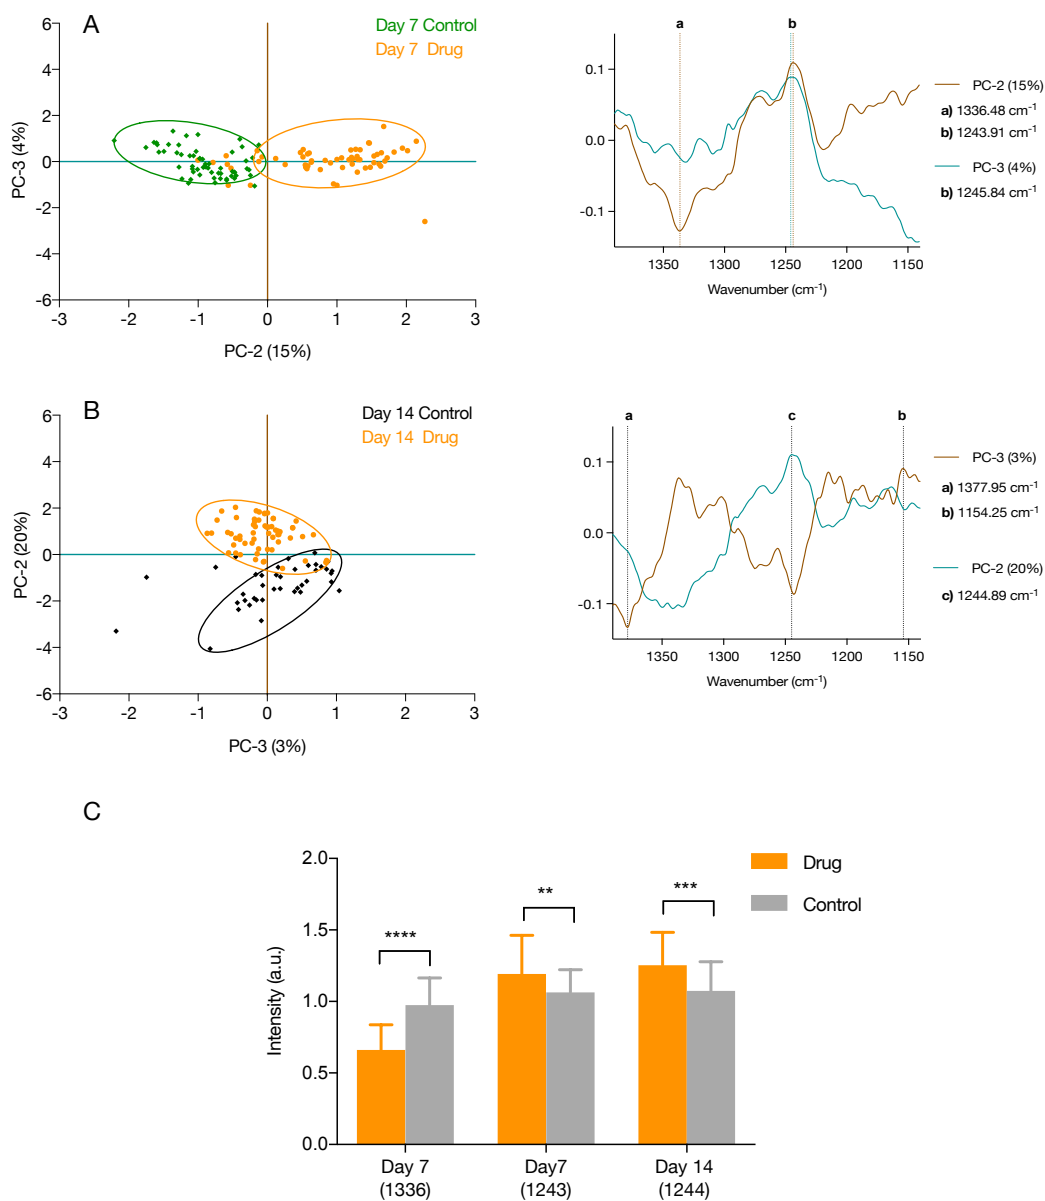 A
Day 7 Control
Day 7 Drug
6
4
2
0
-2
-4
-6
-3
-2
-1
0
1
2
3
PC-3 (4%)
PC-2 (15%)
a
b
0.1
0.0
-0.1
1350
1300
1250
1200
1150
Wavenumber (cm-1)
PC-2 (15%)
a) 1336.48 cm-1
b) 1243.91 cm-1
PC-3 (4%)
b) 1245.84 cm-1
B
Day 14 Control
Day 14 Drug
6
4
2
0
-2
-4
-6
-3
-2
-1
0
1
2
3
PC-2 (20%)
PC-3 (3%)
a
c
b
0.1
0.0
-0.1
1350
1300
1250
1200
1150
Wavenumber (cm-1)
PC-3 (3%)
a) 1377.95 cm-1
b) 1154.25 cm-1
PC-2 (20%)
c) 1244.89 cm-1
C
2.0
1.5
1.0
0.5
0.0
Intensity (a.u.)
****
**
***
Drug
Control
Day 7
(1336)
Day7
(1243)
Day 14
(1244)